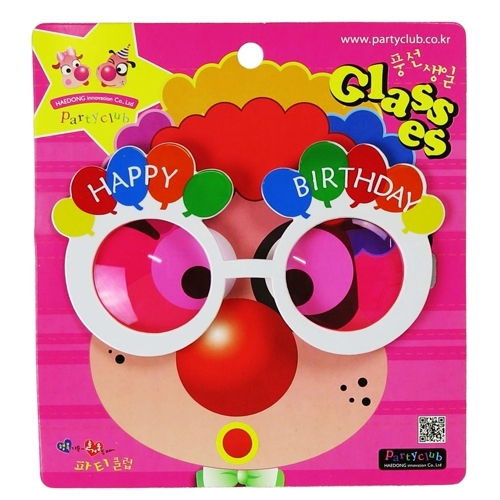 www.partyclub.co.kr
풍선생일
Glass
es
HAEDONG innovation Co., Ltd
Partyclub
HAPPY
BIRTHDAY
파티클럽
Partyclub
HAEDONG innovation Co., Ltd